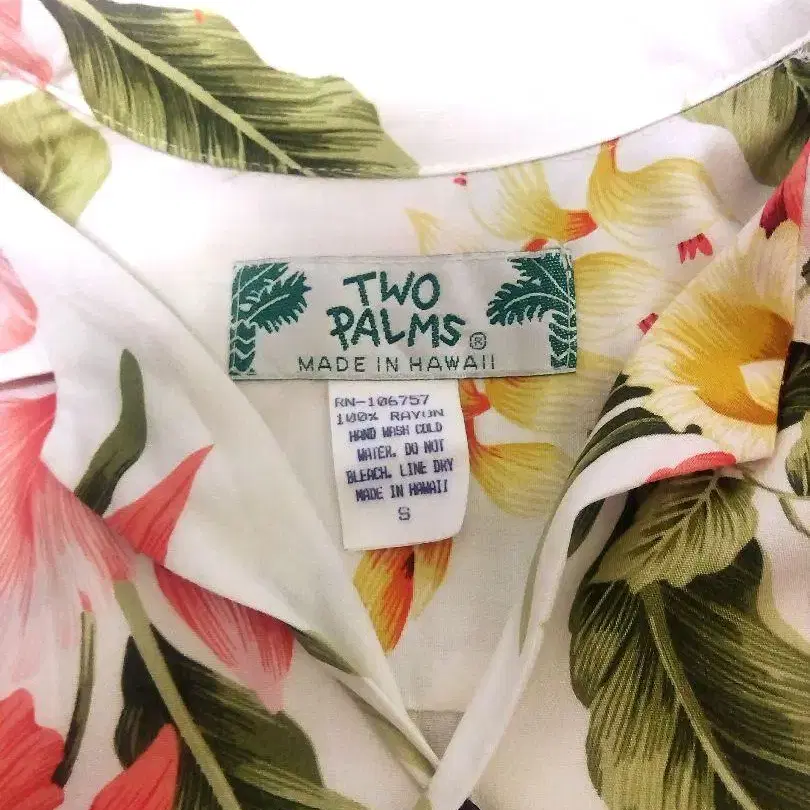 TWO
PALMS®
MADE IN HAWAII
RN-106757
100% RAYON
HAND WASH COLD
WATER. DO NOT
BLEACH. LINE DRY
MADE IN HAWAII
S